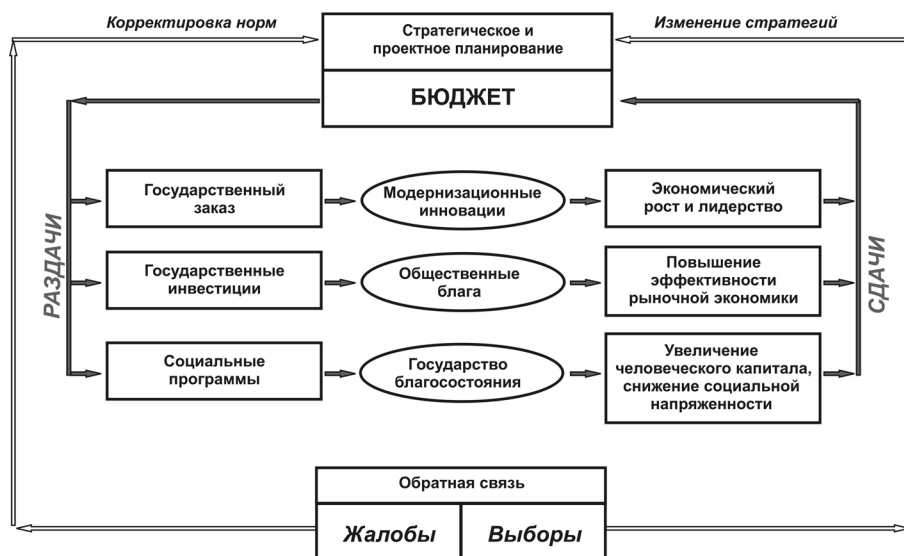 Корректировка норм
Стратегическое и
проектное планирование
Изменение стратегий
БЮДЖЕТ
РАЗДАЧИ
Государственный
заказ
Модернизационные
инновации
Экономический
рост и лидерство
Государственные
инвестиции
Общественные
блага
Повышение
эффективности
рыночной экономики
Социальные
программы
Государство
благосостояния
Увеличение
человеческого капитала,
снижение социальной
напряженности
СДАЧИ
Обратная связь
Жалобы
Выборы